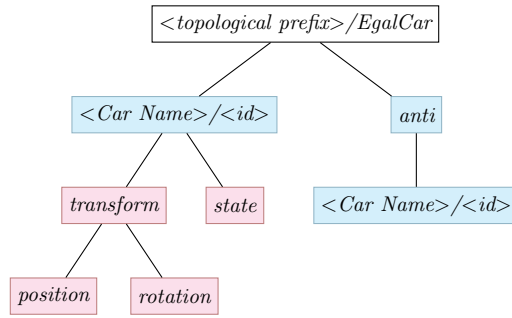 <topological prefix>/EgalCar
<Car Name>/<id>
anti
transform
state
<Car Name>/<id>
position
rotation